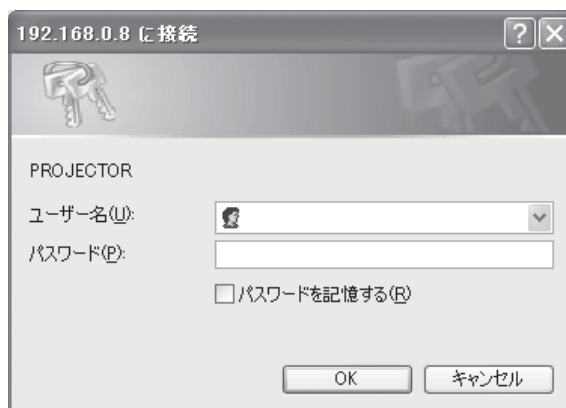 192.168.0.8 に接続
PROJECTOR
ユーザー名(U):
パスワード(P):
パスワードを記憶する(R)
OK
キャンセル